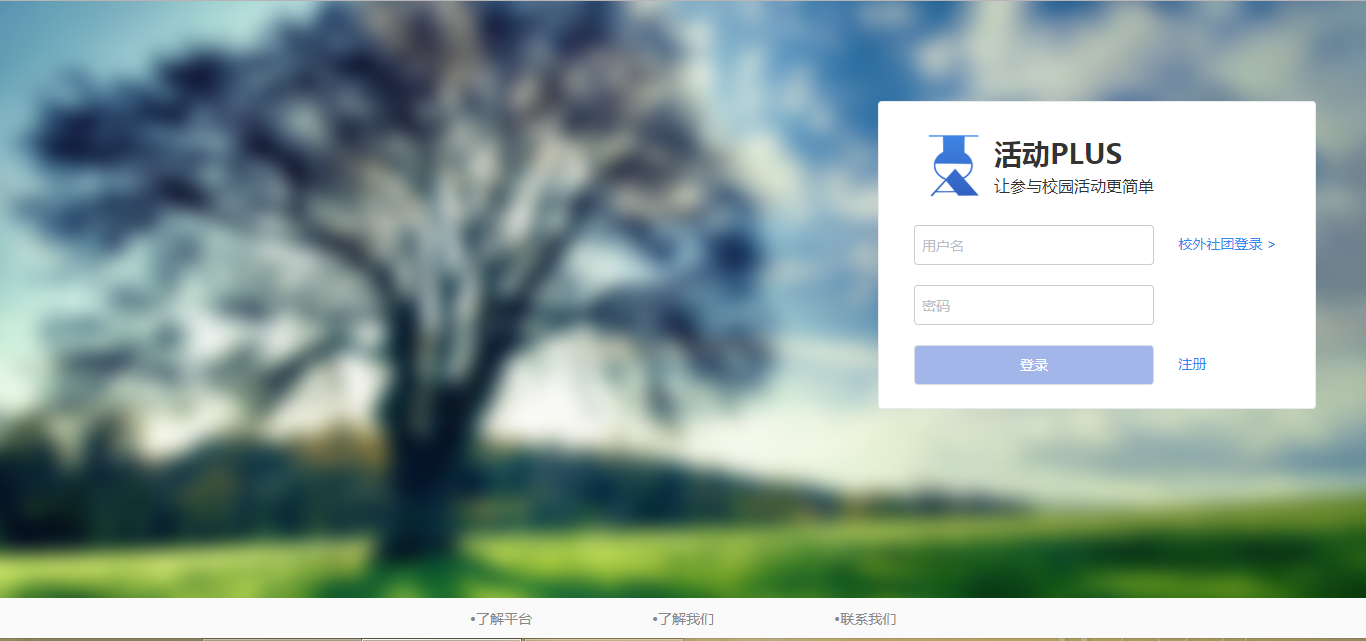 活动PLUS
让参与校园活动更简单
用户名
校外社团登录 >
密码
登录
注册
•了解平台
•了解我们
•联系我们